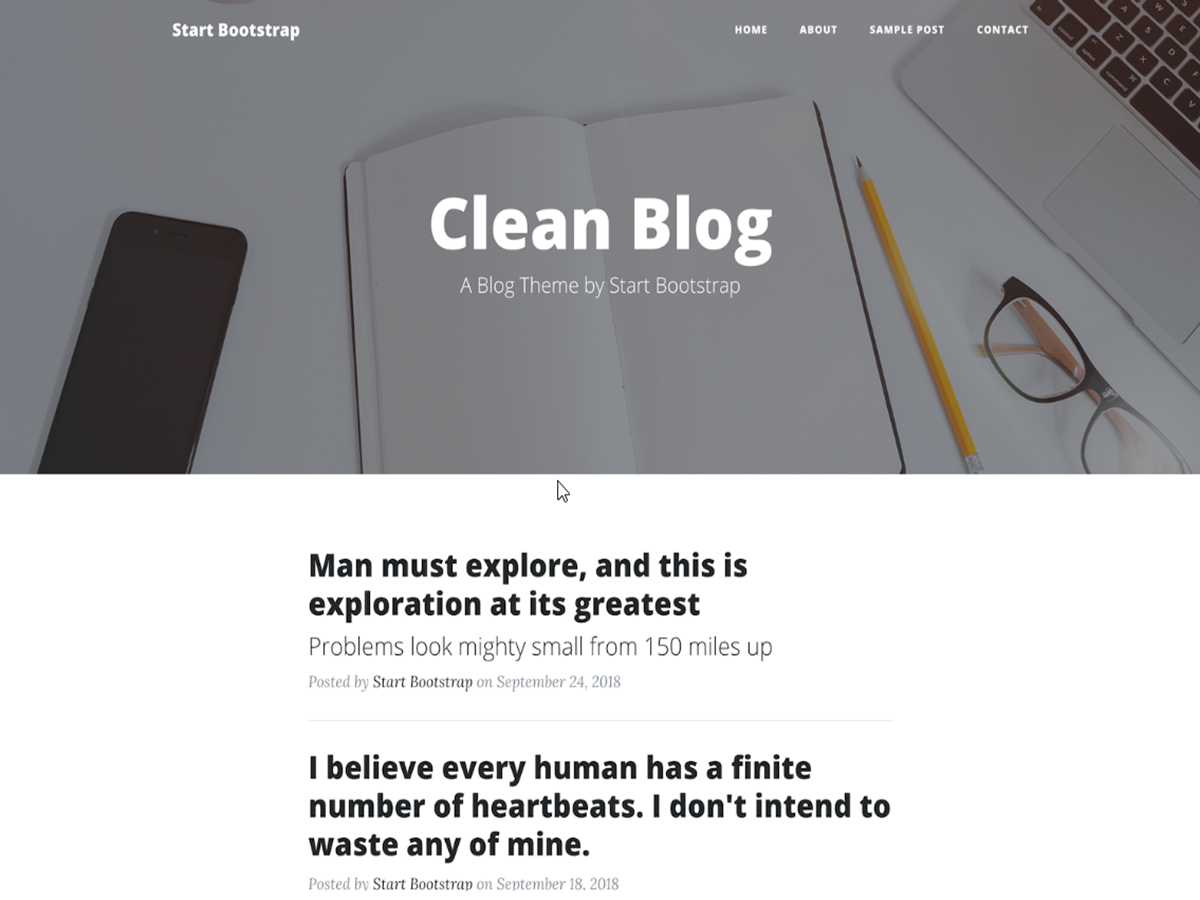 Start Bootstrap
HOME ABOUT SAMPLE POST CONTACT
Clean Blog
A Blog Theme by Start Bootstrap
Man must explore, and this is
exploration at its greatest
Problems look mighty small from 150 miles up
Posted by Start Bootstrap on September 24, 2018
I believe every human has a finite
number of heartbeats. I don't intend to
waste any of mine.
Posted by Start Bootstrap on September 18, 2018